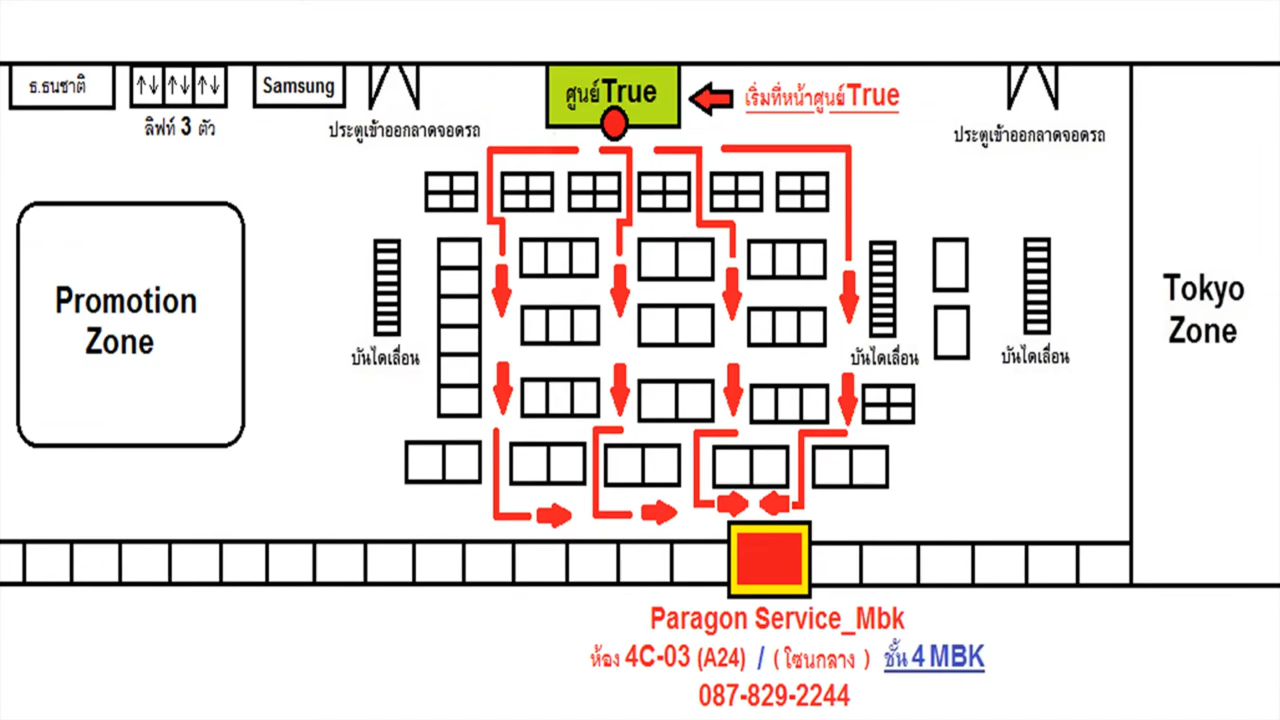 ธ.ธนชาติ
Samsung
ศูนย์True
เริ่มที่หน้าศูนย์True
ลิฟท์ 3 ตัว
ประตูเข้าออกลาดจอดรถ
ประตูเข้าออกลาดจอดรถ
Promotion
Zone
Tokyo
Zone
บันไดเลื่อน
บันไดเลื่อน
บันไดเลื่อน
Paragon Service_Mbk
ห้อง 4C-03 (A24) / ( โซนกลาง ) ชั้น 4 MBK
087-829-2244